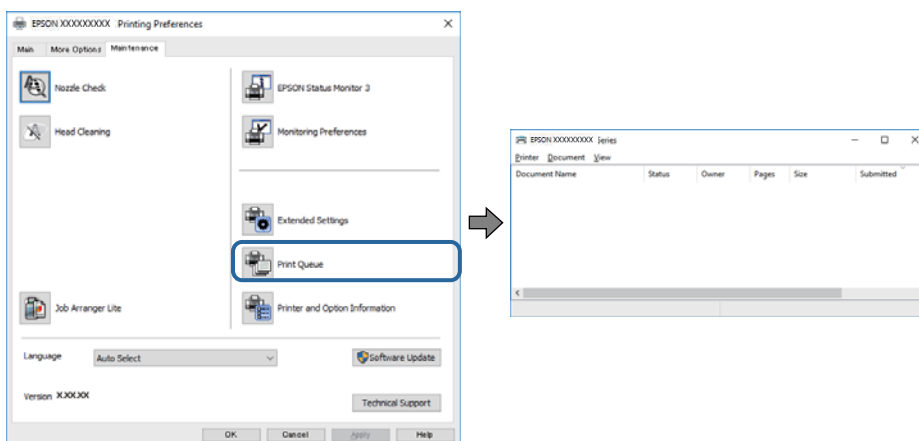 EPSON XXXXXXXXX Printing Preferences
Main More Options Maintenance
Nozzle Check
Head Cleaning
Job Arranger Lite
EPSON Status Monitor 3
Monitoring Preferences
Extended Settings
Print Queue
Printer and Option Information
Language Auto Select
Software Update
Version X.XX.XX
Technical Support
OK Cancel Apply Help
EPSON XXXXXXXXX Series
Printer Document View
Document Name Status Owner Pages Size Submitted